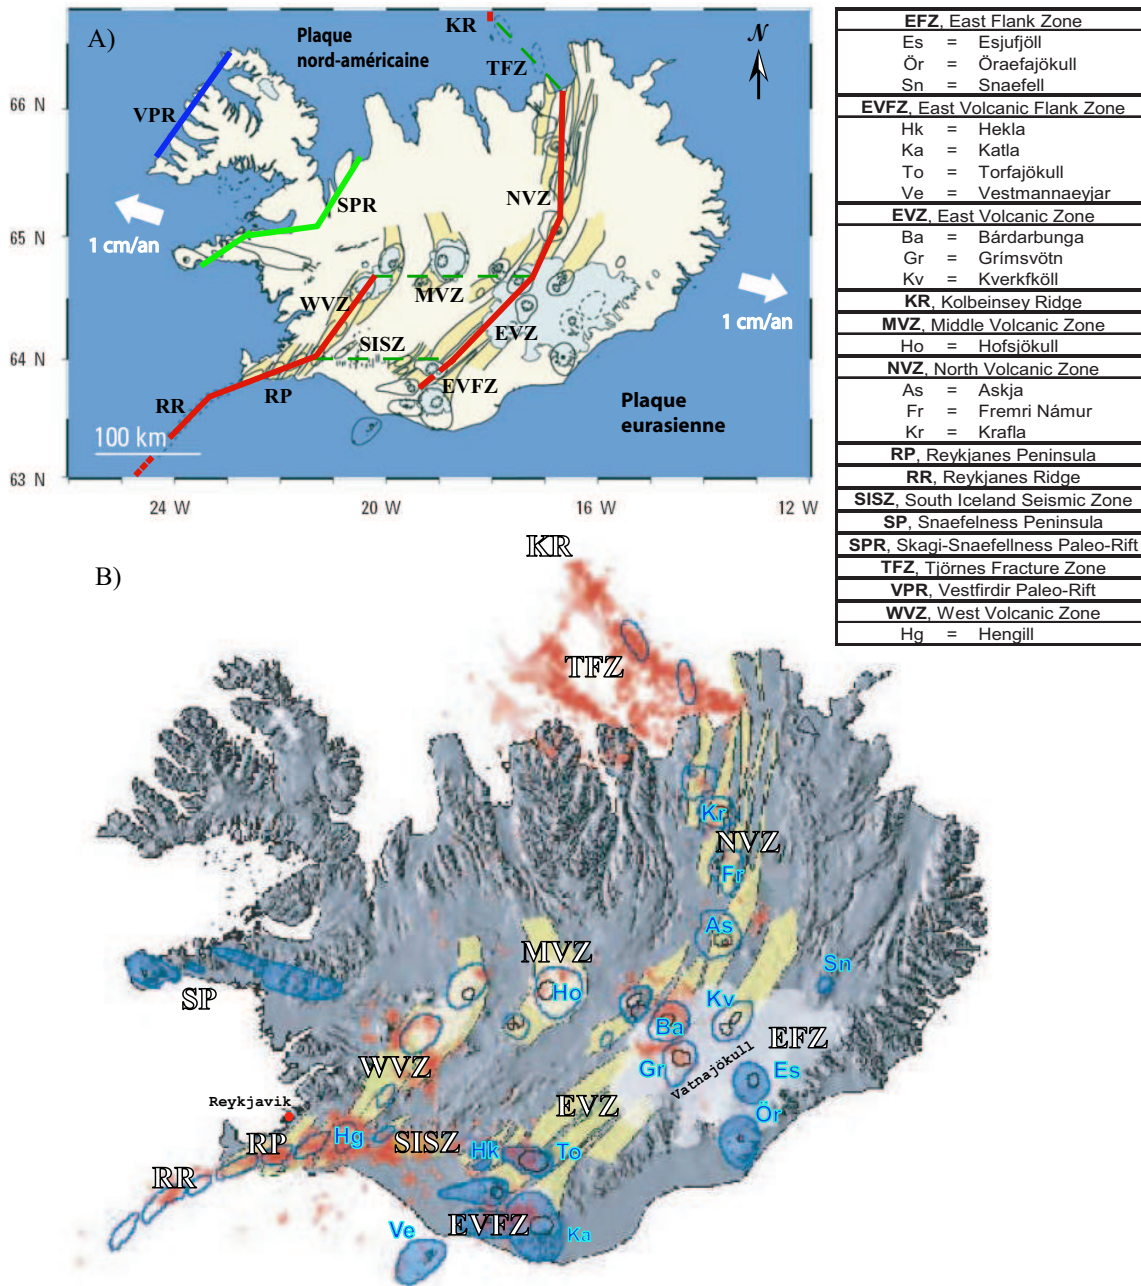 A)
Plaque
nord-américaine
KR
TFZ
N
66 N
VPR
SPR
NVZ
1 cm/an
65 N
WVZ
MVZ
1 cm/an
SISZ
EVZ
64 N
EVFZ
RR
RP
Plaque
eurasienne
100 km
63 N
24 W
20 W
16 W
12 W
EFZ, East Flank Zone
Es = Esjufjöll
Ör = Öraefajökull
Sn = Snaefell
EVFZ, East Volcanic Flank Zone
Hk = Hekla
Ka = Katla
To = Torfajökull
Ve = Vestmannaeyjar
EVZ, East Volcanic Zone
Ba = Bárdarbunga
Gr = Grímsvötn
Kv = Kverkfköll
KR, Kolbeinsey Ridge
MVZ, Middle Volcanic Zone
Ho = Hofsjökull
NVZ, North Volcanic Zone
As = Askja
Fr = Fremri Námur
Kr = Krafla
RP, Reykjanes Peninsula
RR, Reykjanes Ridge
SISZ, South Iceland Seismic Zone
SP, Snaefelness Peninsula
SPR, Skagi-Snaefellness Paleo-Rift
TFZ, Tjörnes Fracture Zone
VPR, Vestfirdir Paleo-Rift
WVZ, West Volcanic Zone
Hg = Hengill
B)
KR
TFZ
Kr
NVZ
Fr
As
MVZ
Sn
SP
Ho
Kv
Ba
EFZ
WVZ
Gr
Vatnajökull
Es
Reykjavik
EVZ
Ör
RP
Hg
SISZ
Hk
To
RR
Ve
EVFZ
Ka